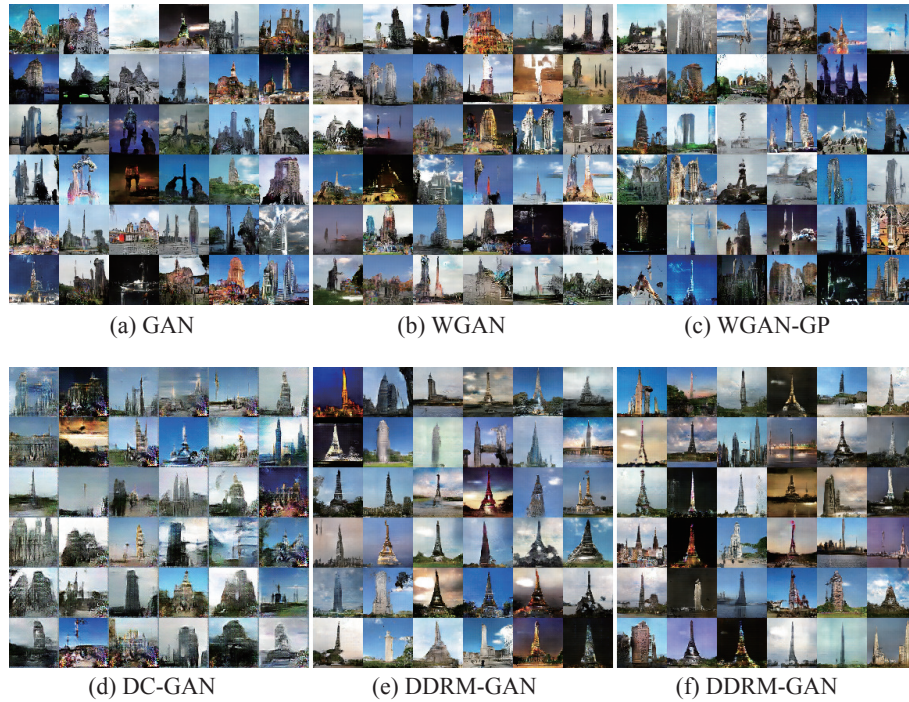 (a) GAN
(b) WGAN
(c) WGAN-GP
(d) DC-GAN
(e) DDRM-GAN
(f) DDRM-GAN